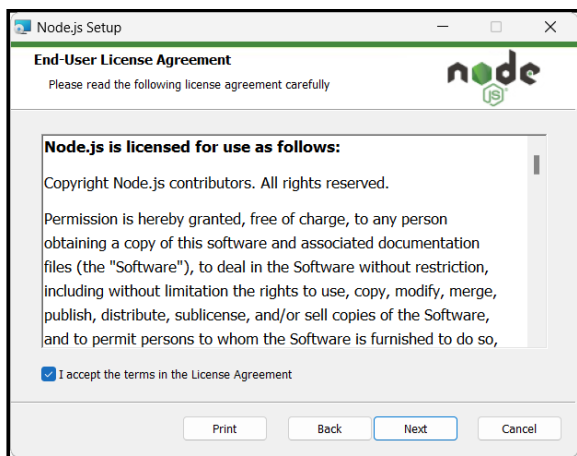 Node.js Setup
End-User License Agreement
Please read the following license agreement carefully
node
JS
Node.js is licensed for use as follows:
Copyright Node.js contributors. All rights reserved.
Permission is hereby granted, free of charge, to any person
obtaining a copy of this software and associated documentation
files (the "Software"), to deal in the Software without restriction,
including without limitation the rights to use, copy, modify, merge,
publish, distribute, sublicense, and/or sell copies of the Software,
and to permit persons to whom the Software is furnished to do so,
I accept the terms in the License Agreement
Print Back Next Cancel